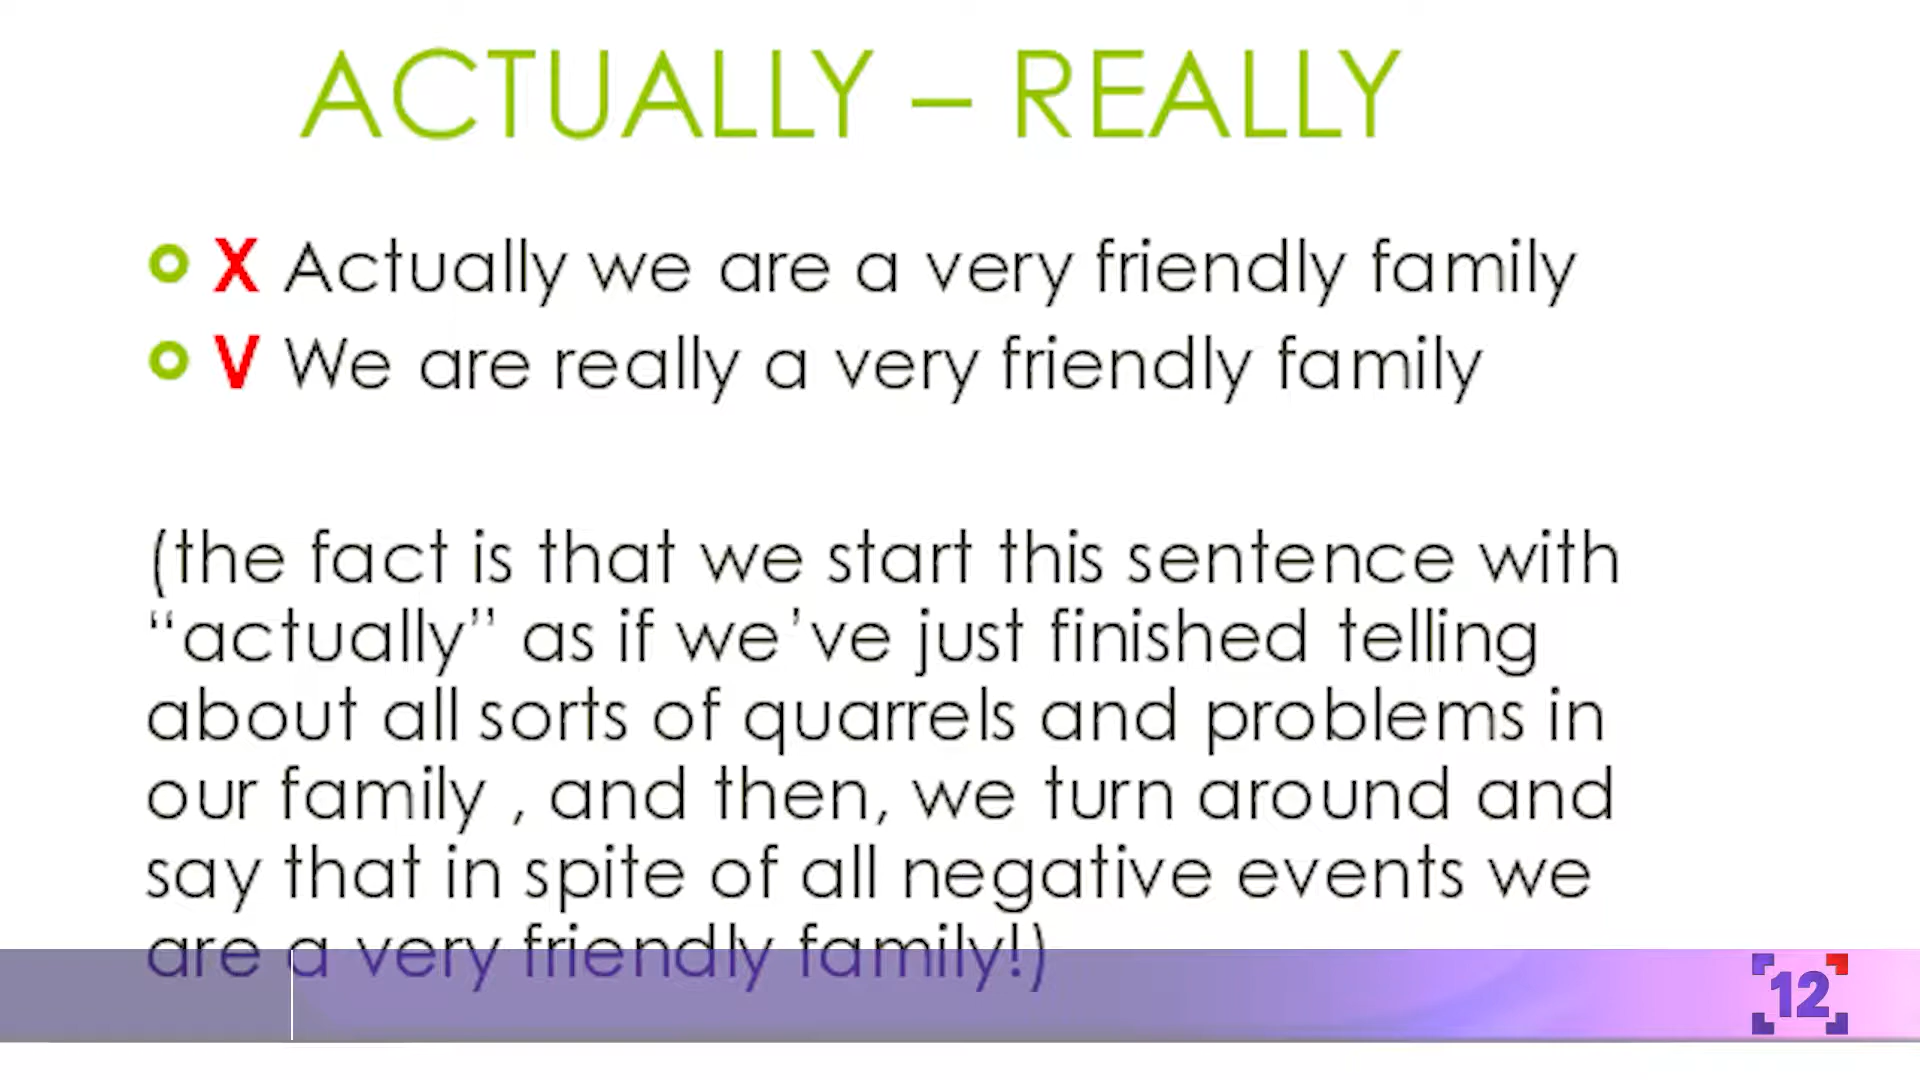 ACTUALLY – REALLY
X Actually we are a very friendly family
V We are really a very friendly family
(the fact is that we start this sentence with
“actually” as if we’ve just finished telling
about all sorts of quarrels and problems in
our family , and then, we turn around and
say that in spite of all negative events we
are a very friendly family!)
12